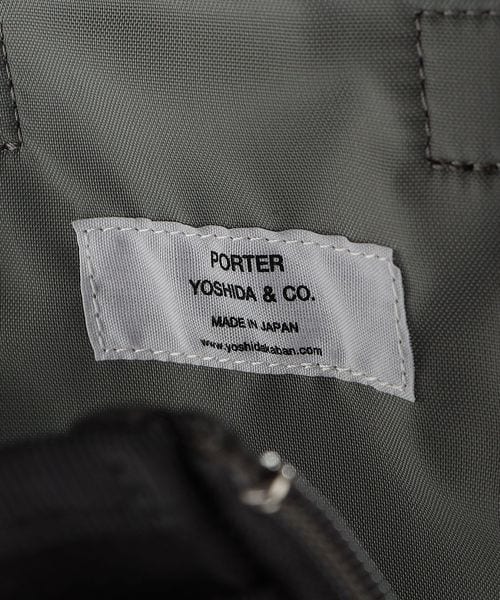 PORTER
YOSHIDA & CO.
MADE IN JAPAN
www.yoshidakaban.com